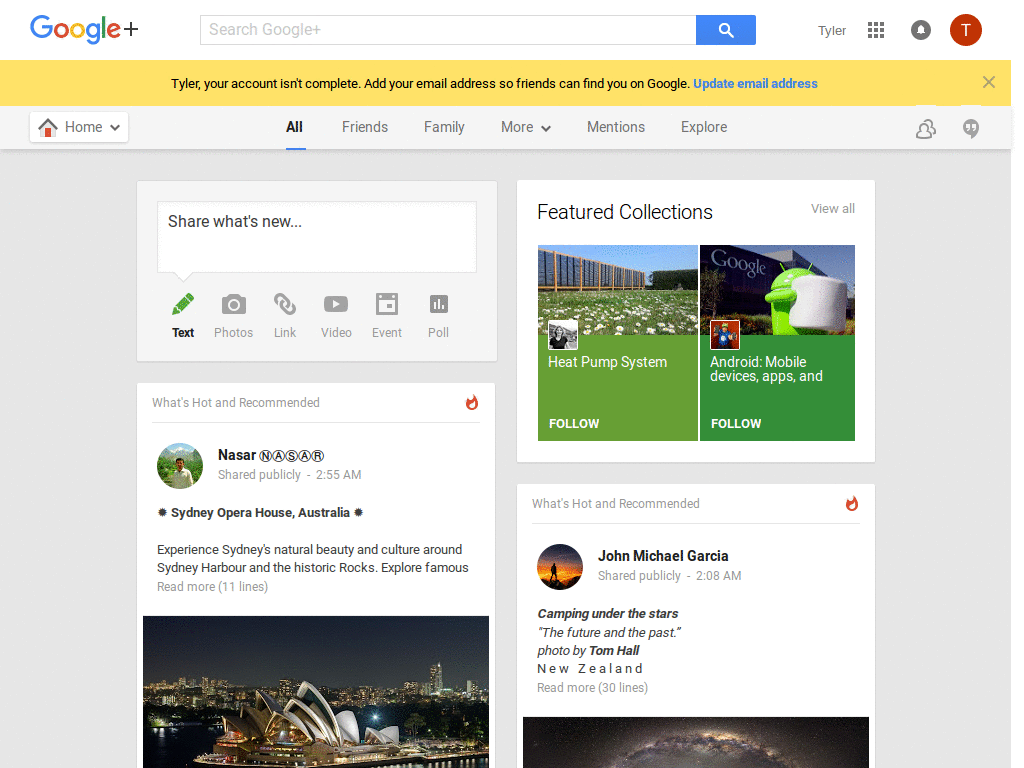 Google+
Search Google+
Tyler
T
Tyler, your account isn't complete. Add your email address so friends can find you on Google. Update email address
Home
All
Friends
Family
More
Mentions
Explore
Share what's new...
Text
Photos
Link
Video
Event
Poll
What's Hot and Recommended
Nasar ⓃⒶⓈⒶⓇ
Shared publicly - 2:55 AM
✹ Sydney Opera House, Australia ✹
Experience Sydney's natural beauty and culture around
Sydney Harbour and the historic Rocks. Explore famous
Read more (11 lines)
Featured Collections
View all
Google
Heat Pump System
FOLLOW
Android: Mobile
devices, apps, and
FOLLOW
What's Hot and Recommended
John Michael Garcia
Shared publicly - 2:08 AM
Camping under the stars
"The future and the past."
photo by Tom Hall
N e w Z e a l a n d
Read more (30 lines)